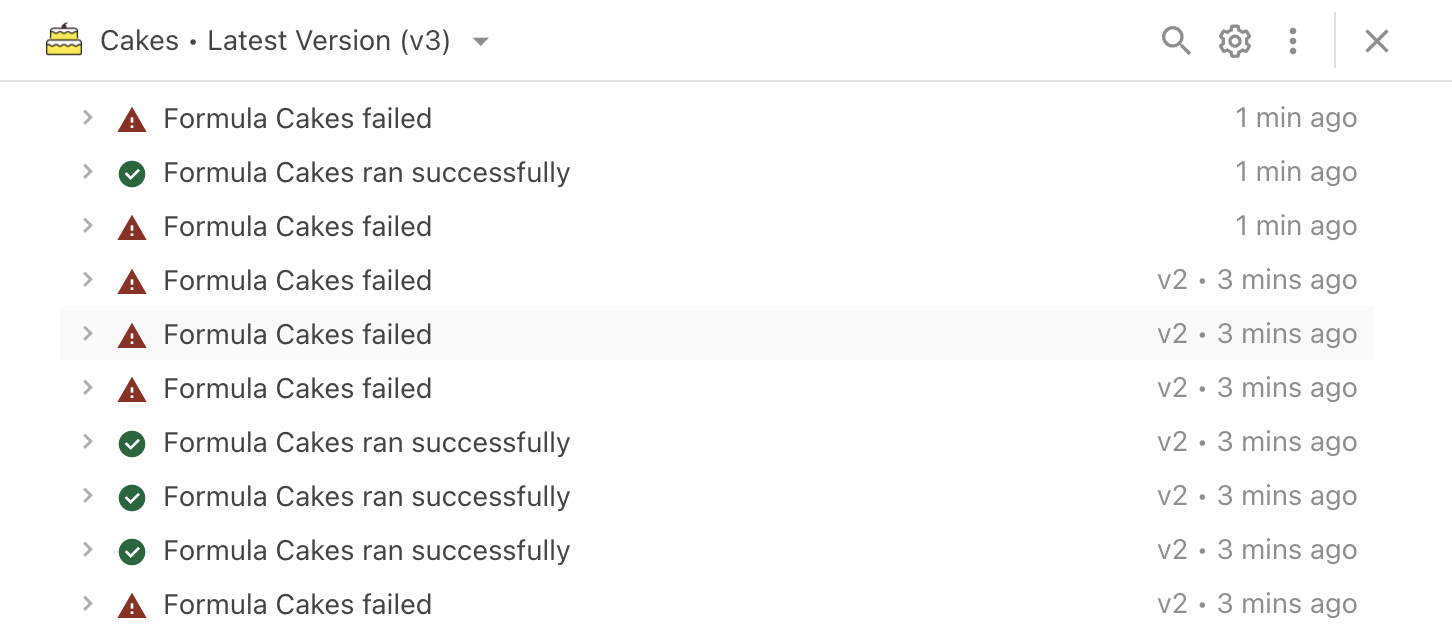 Cakes • Latest Version (v3)
Formula Cakes failed 1 min ago
Formula Cakes ran successfully 1 min ago
Formula Cakes failed 1 min ago
Formula Cakes failed v2 • 3 mins ago
Formula Cakes failed v2 • 3 mins ago
Formula Cakes failed v2 • 3 mins ago
Formula Cakes ran successfully v2 • 3 mins ago
Formula Cakes ran successfully v2 • 3 mins ago
Formula Cakes ran successfully v2 • 3 mins ago
Formula Cakes failed v2 • 3 mins ago